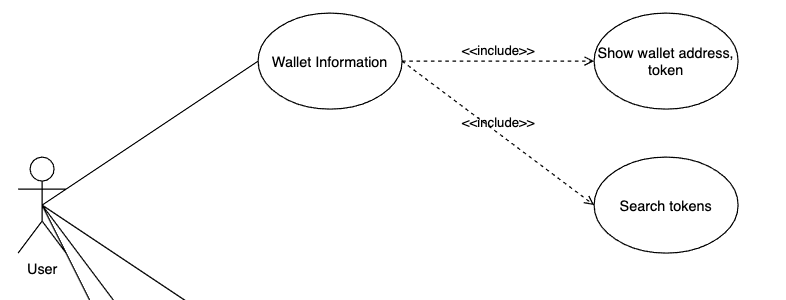 Wallet Information
<<include>>
Show wallet address,
token
<<include>>
Search tokens
User